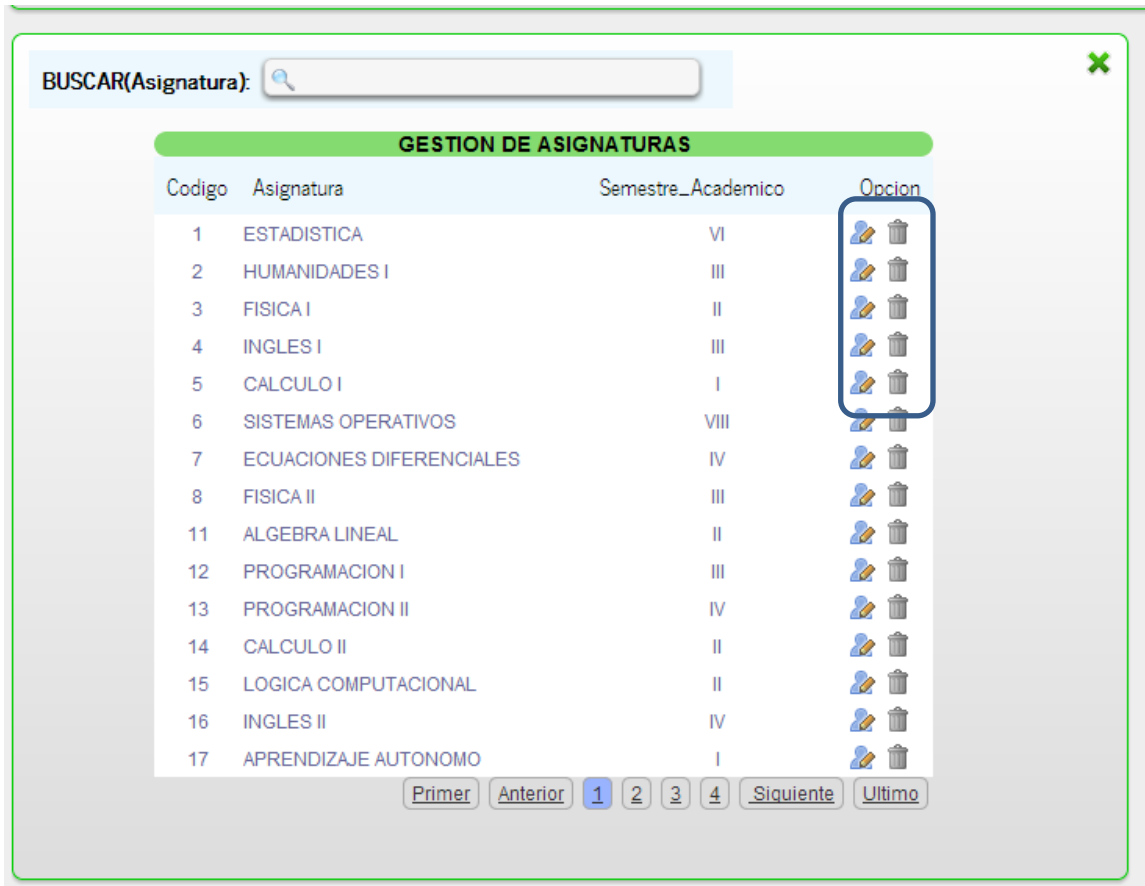 BUSCAR(Asignatura):
GESTION DE ASIGNATURAS
Codigo Asignatura Semestre_Academico Opcion
1 ESTADISTICA VI
2 HUMANIDADES I III
3 FISICA I II
4 INGLES I III
5 CALCULO I I
6 SISTEMAS OPERATIVOS VIII
7 ECUACIONES DIFERENCIALES IV
8 FISICA II III
11 ALGEBRA LINEAL II
12 PROGRAMACION I III
13 PROGRAMACION II IV
14 CALCULO II II
15 LOGICA COMPUTACIONAL II
16 INGLES II IV
17 APRENDIZAJE AUTONOMO I
Primer Anterior 1 2 3 4 Siguiente Ultimo